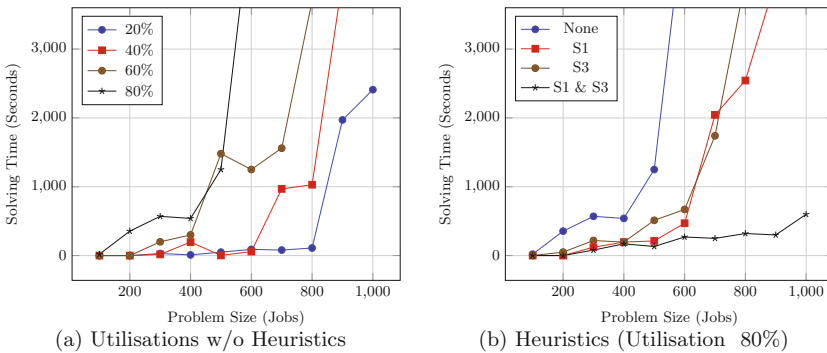 3,000
2,000
1,000
0
200 400 600 800 1,000
Solving Time (Seconds)
Problem Size (Jobs)
20%
40%
60%
80%
(a) Utilisations w/o Heuristics
3,000
2,000
1,000
0
200 400 600 800 1,000
Solving Time (Seconds)
Problem Size (Jobs)
None
S1
S3
S1 & S3
(b) Heuristics (Utilisation 80%)